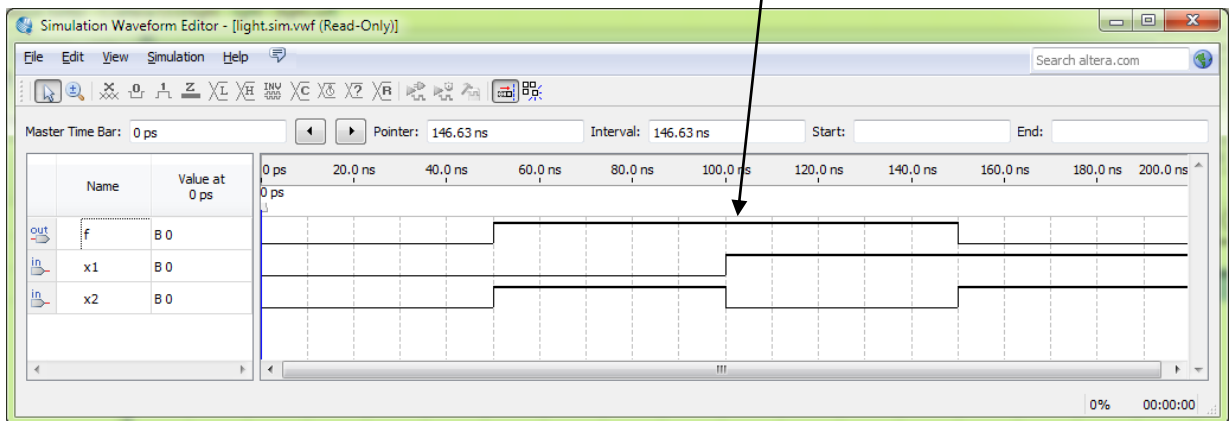 Simulation Waveform Editor - [light.sim.vwf (Read-Only)]
File Edit View Simulation Help Search altera.com
Master Time Bar: 0 ps Pointer: 146.63 ns Interval: 146.63 ns Start: End:
Name Value at 0 ps
0 ps 20.0 ns 40.0 ns 60.0 ns 80.0 ns 100.0 ns 120.0 ns 140.0 ns 160.0 ns 180.0 ns 200.0 ns
0 ps
out f B 0
in x1 B 0
in x2 B 0
0% 00:00:00